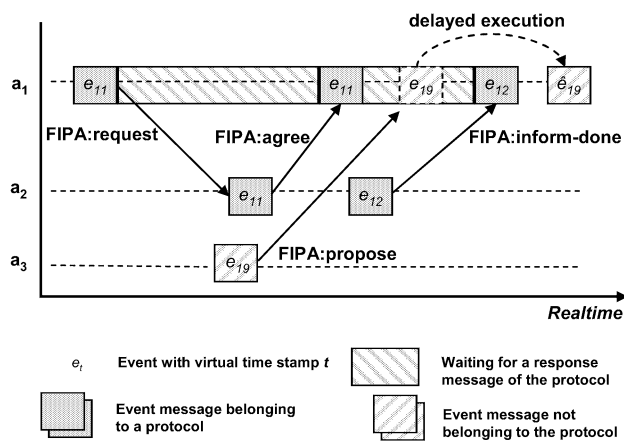 delayed execution
a1
e11
e11
e19
e12
ê19
FIPA:request
FIPA:agree
FIPA:inform-done
a2
e11
e12
a3
e19
FIPA:propose
Realtime
et
Event with virtual time stamp t
Waiting for a response
message of the protocol
Event message belonging
to a protocol
Event message not
belonging to the protocol